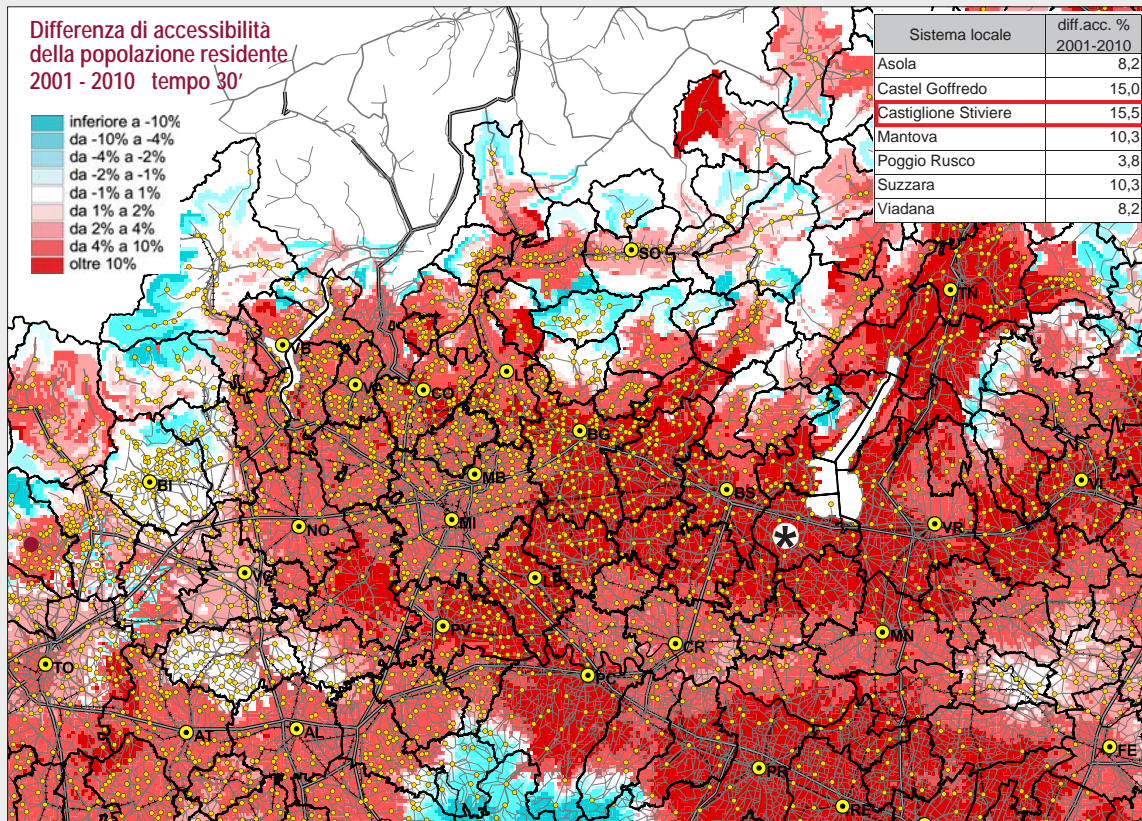 Differenza di accessibilità
della popolazione residente
2001 - 2010 tempo 30'
inferiore a -10%
da -10% a -4%
da -4% a -2%
da -2% a -1%
da -1% a 1%
da 1% a 2%
da 2% a 4%
da 4% a 10%
oltre 10%
Sistema locale diff.acc. %
2001-2010
Asola 8,2
Castel Goffredo 15,0
Castiglione Stiviere 15,5
Mantova 10,3
Poggio Rusco 3,8
Suzzara 10,3
Viadana 8,2
SO
TN
VB
VA
CO
BG
BI
MB
BS
VI
NO
MI
*
VR
VC
PV
MN
CR
TO
PC
AT
AL
FE
PR
RE